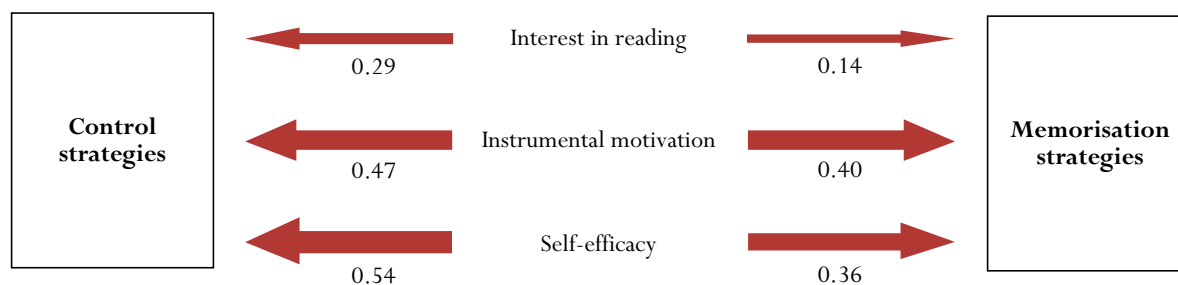 Interest in reading
0.29
0.14
Control
strategies
Instrumental motivation
Memorisation
strategies
0.47
0.40
Self-efficacy
0.54
0.36